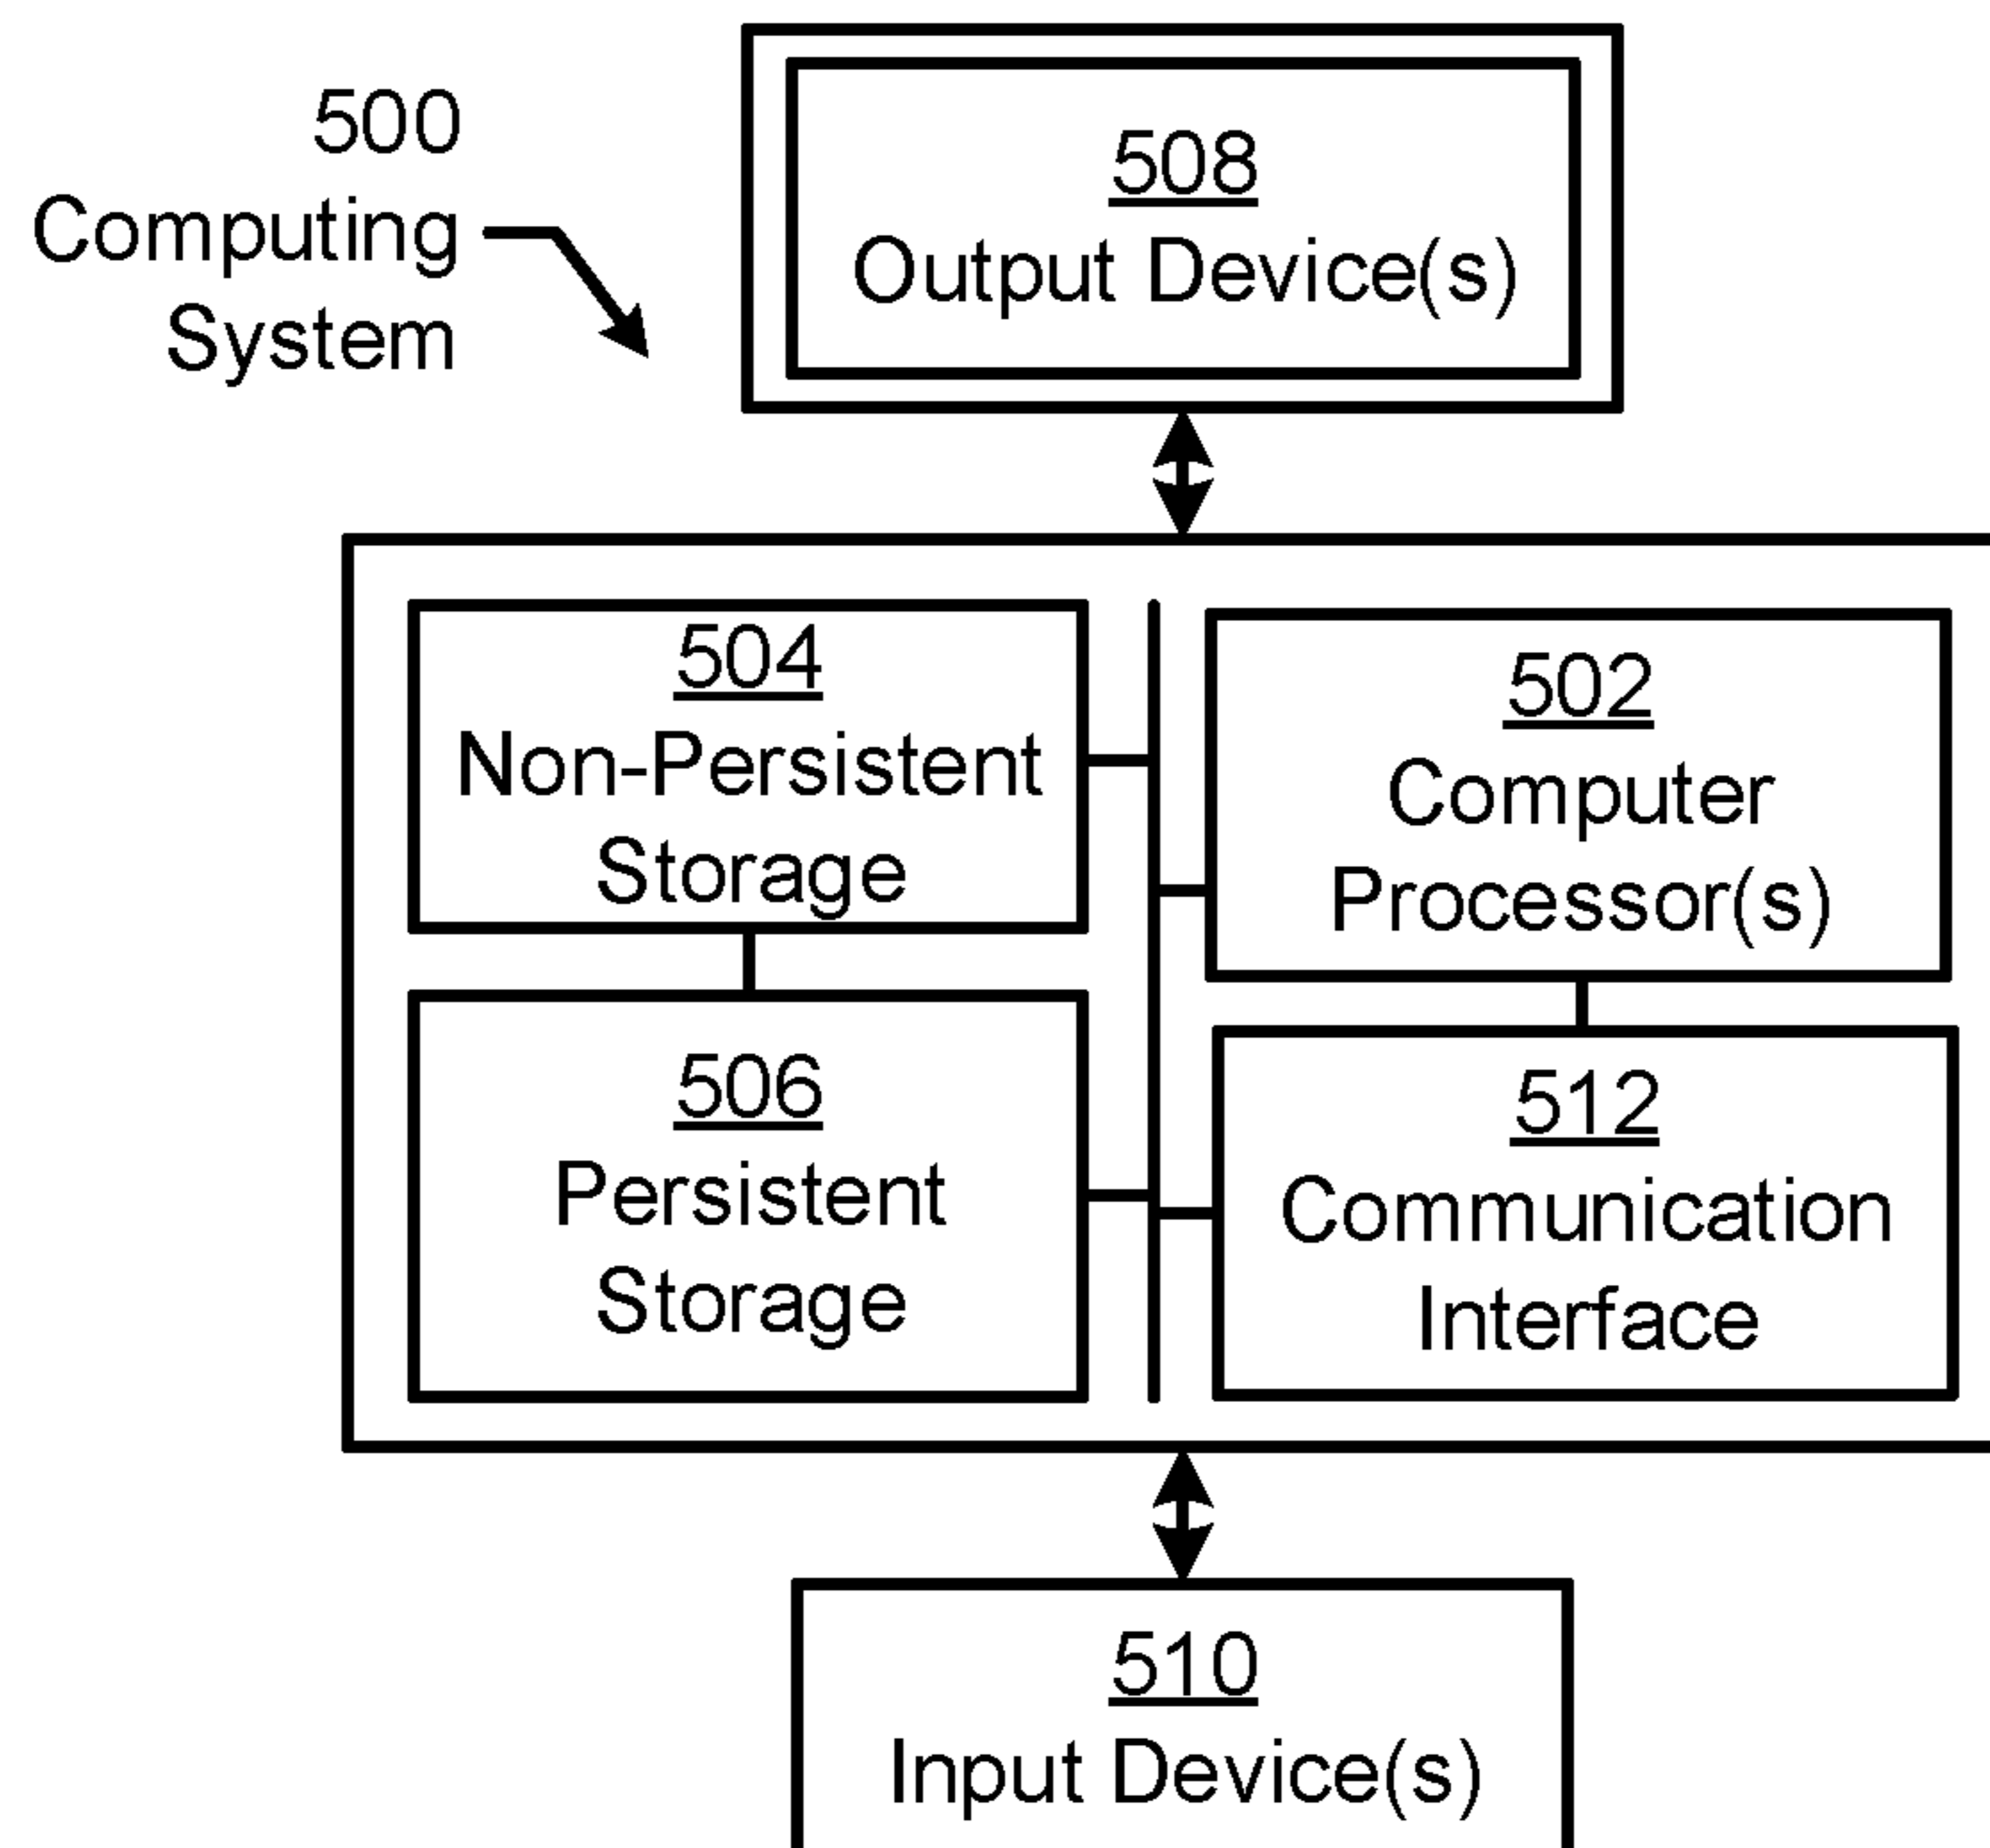 500
Computing
System
508
Output Device(s)
504
Non-Persistent
Storage
502
Computer
Processor(s)
506
Persistent
Storage
512
Communication
Interface
510
Input Device(s)